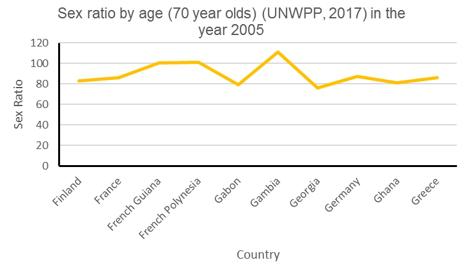 Sex ratio by age (70 year olds) (UNWPP, 2017) in the
year 2005
120
100
80
60
40
20
0
Sex Ratio
Finland
France
French Guiana
French Polynesia
Gabon
Gambia
Georgia
Germany
Ghana
Greece
Country